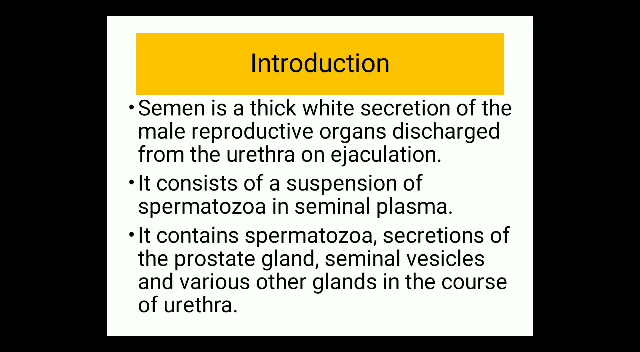 Introduction
•Semen is a thick white secretion of the
male reproductive organs discharged
from the urethra on ejaculation.
•It consists of a suspension of
spermatozoa in seminal plasma.
•It contains spermatozoa, secretions of
the prostate gland, seminal vesicles
and various other glands in the course
of urethra.